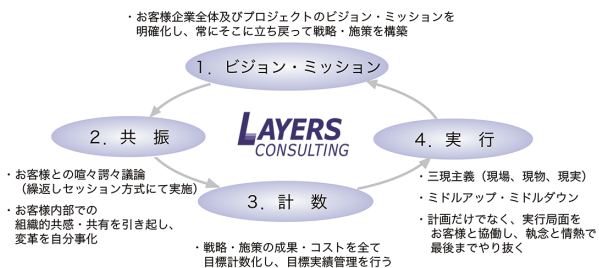 ・お客様企業全体及びプロジェクトのビジョン・ミッションを
明確化し、常にそこに立ち戻って戦略・施策を構築
1．ビジョン・ミッション
2．共　振
LAYERS
CONSULTING
4．実　行
・お客様との喧々諤々議論
（繰返しセッション方式にて実施）
・お客様内部での
組織的共感・共有を引き起し、
変革を自分事化
3．計　数
・戦略・施策の成果・コストを全て
目標計数化し、目標実績管理を行う
・三現主義（現場、現物、現実）
・ミドルアップ・ミドルダウン
・計画だけでなく、実行局面を
お客様と協働し、執念と情熱で
最後までやり抜く